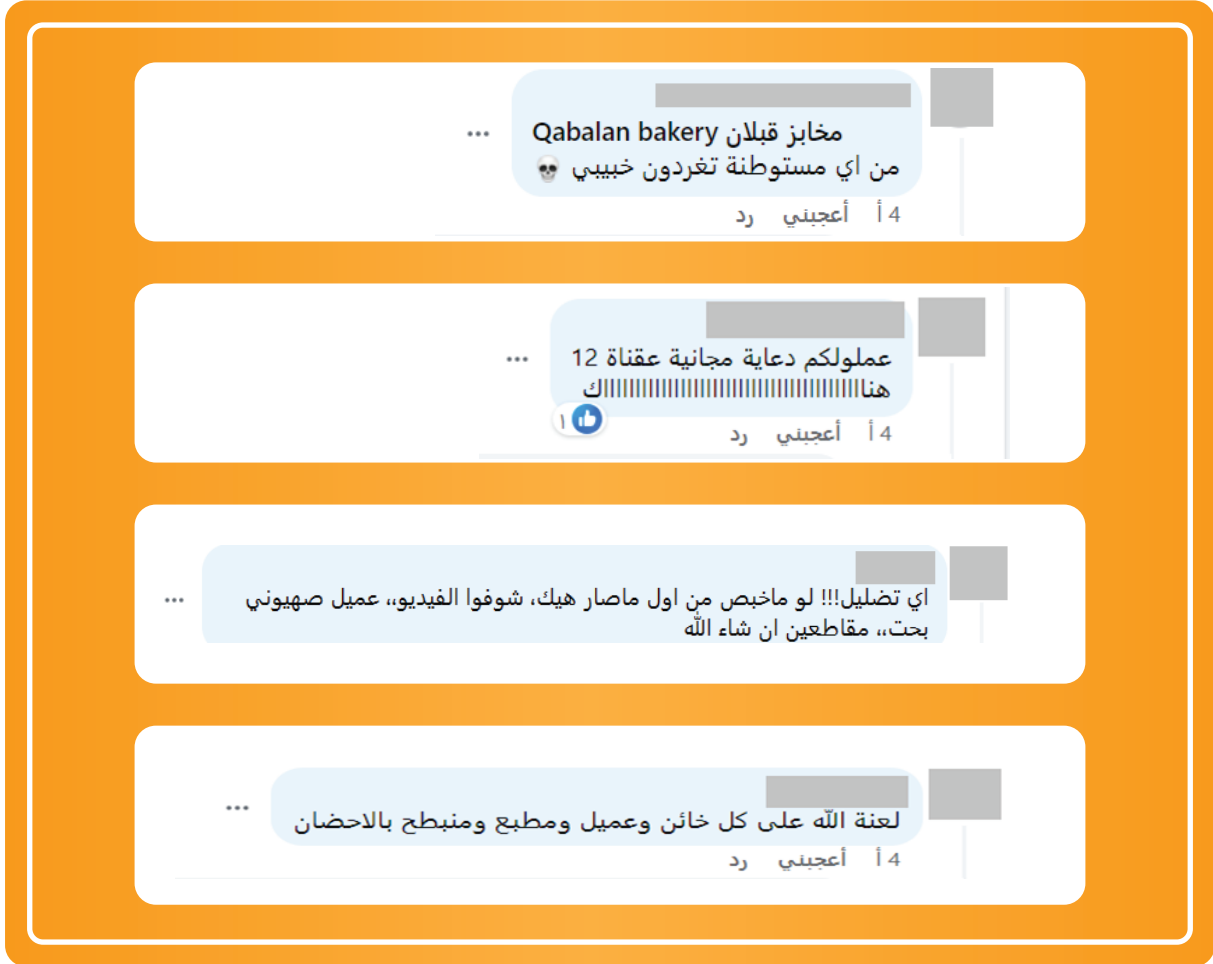 مخابز قبلان Qabalan bakery
من اي مستوطنة تغردون خبيبي 💀
4 أ أعجبني رد
عملولكم دعاية مجانية عقناة 12
هنااااااااااااااااااااااااااااااااااااااااك
1
4 أ أعجبني رد
اي تضليل!!! لو ماخبص من اول ماصار هيك، شوفوا الفيديو،، عميل صهيوني
بحت،، مقاطعين ان شاء الله
لعنة الله على كل خائن وعميل ومطبع ومنبطح بالاحضان
4 أ أعجبني رد